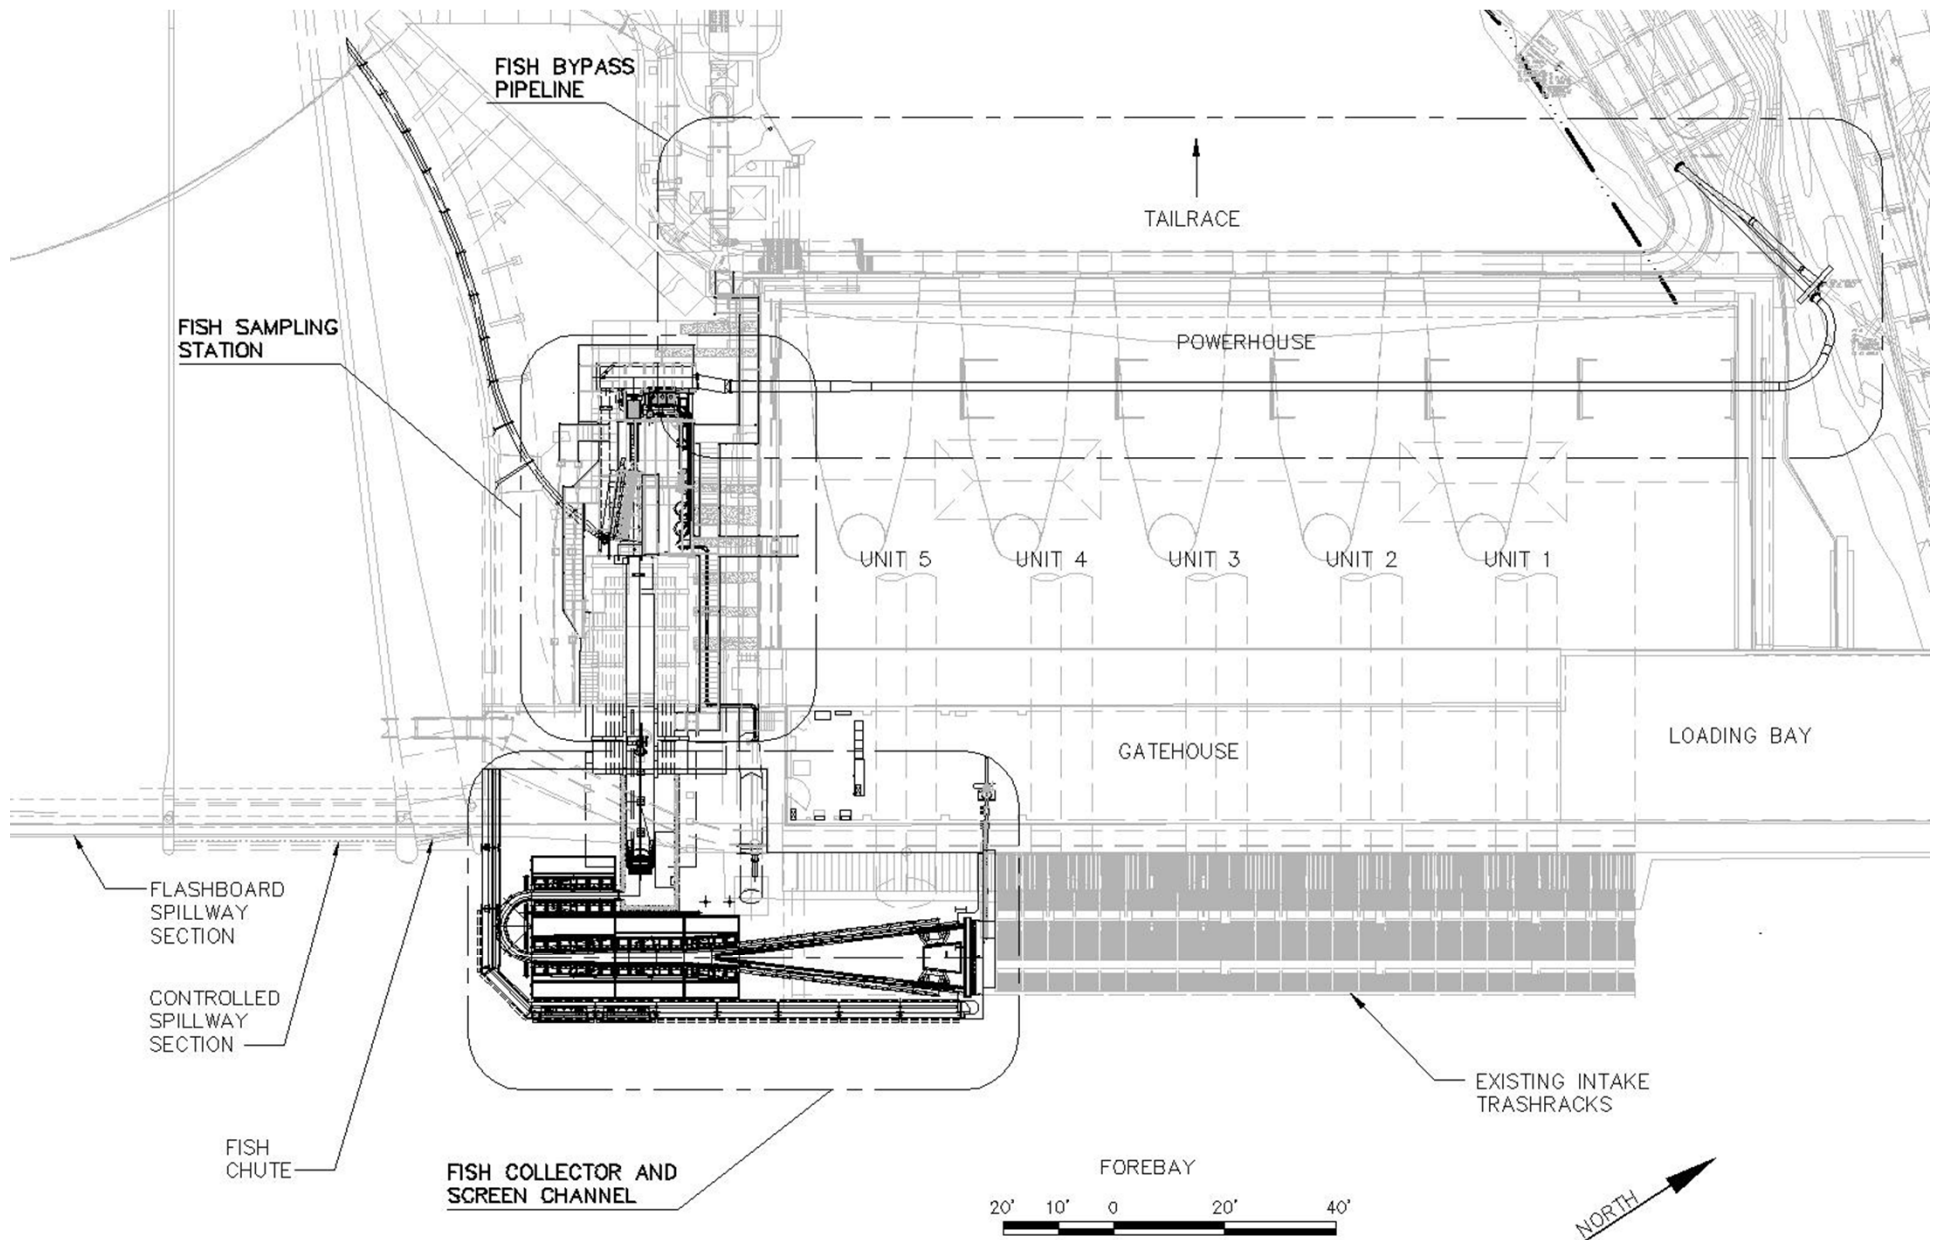 FISH BYPASS
PIPELINE
TAILRACE
FISH SAMPLING
STATION
POWERHOUSE
UNIT 5
UNIT 4
UNIT 3
UNIT 2
UNIT 1
LOADING BAY
GATEHOUSE
FLASHBOARD
SPILLWAY
SECTION
CONTROLLED
SPILLWAY
SECTION
EXISTING INTAKE
TRASHRACKS
FISH
CHUTE
FISH COLLECTOR AND
SCREEN CHANNEL
FOREBAY
20' 10' 0 20' 40'
NORTH